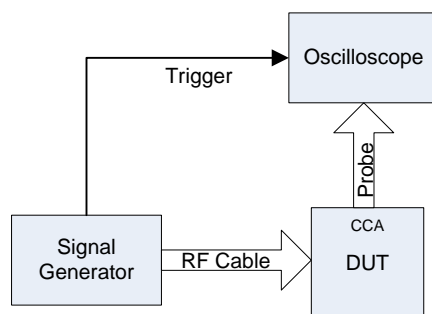 Oscilloscope
Trigger
Probe
CCA
DUT
Signal
Generator
RF Cable